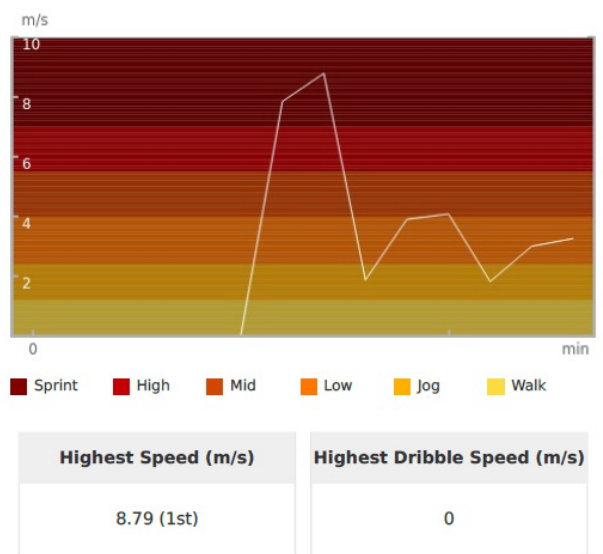 m/s
10
8
6
4
2
0 min
Sprint High Mid Low Jog Walk
Highest Speed (m/s) Highest Dribble Speed (m/s)
8.79 (1st) 0